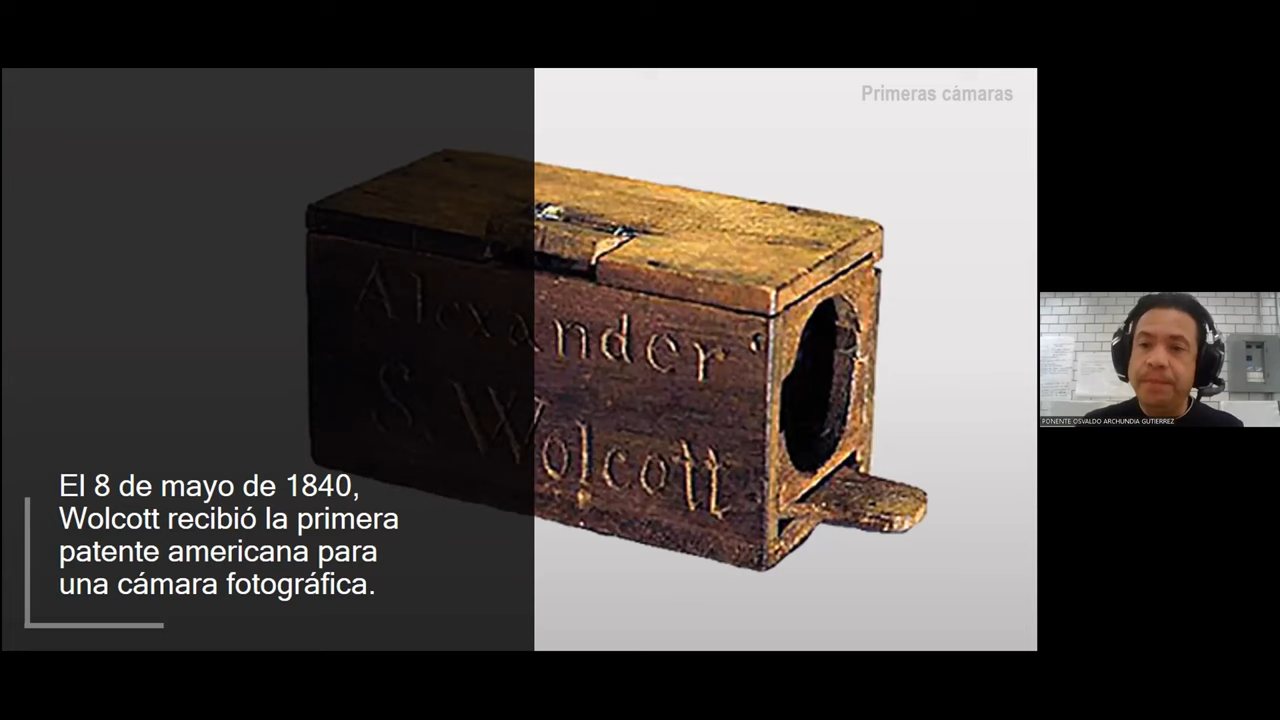 Primeras cámaras
Alexander
S. Wolcott
El 8 de mayo de 1840,
Wolcott recibió la primera
patente americana para
una cámara fotográfica.
PONENTE OSVALDO ARCHUNDIA GUTIERREZ